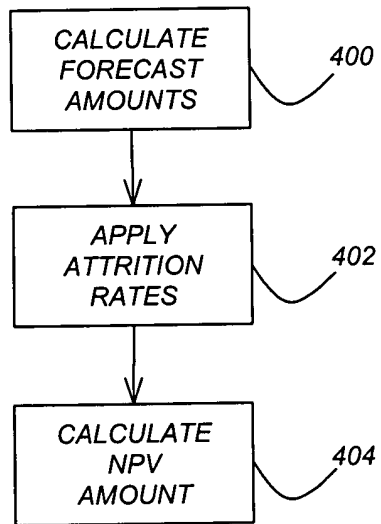 CALCULATE
FORECAST
AMOUNTS
400
APPLY
ATTRITION
RATES
402
CALCULATE
NPV
AMOUNT
404